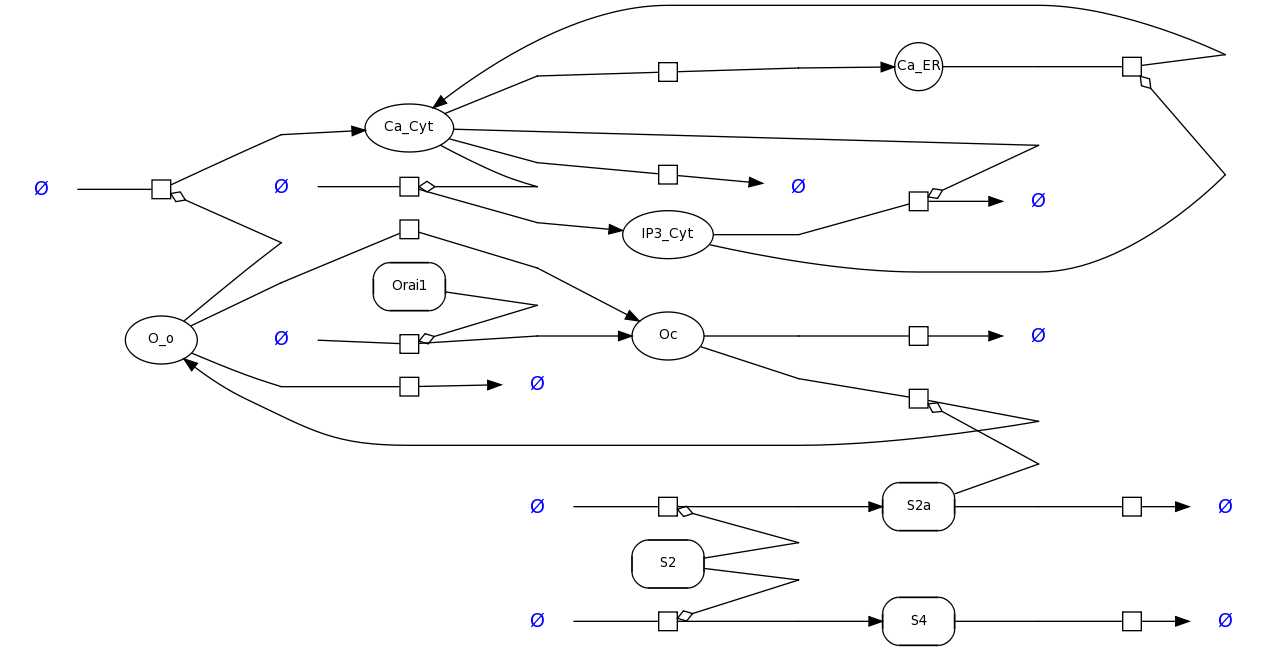 Ca_ER
Ca_Cyt
Ø
Ø
Ø
Ø
IP3_Cyt
Orai1
O_o
Ø
Oc
Ø
Ø
Ø
S2a
Ø
S2
Ø
S4
Ø